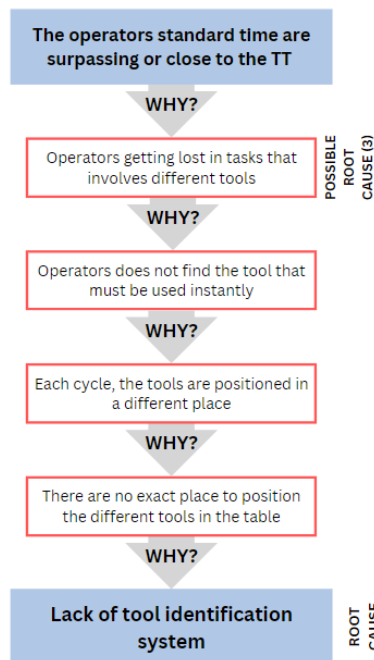 The operators standard time are
surpassing or close to the TT
WHY?
Operators getting lost in tasks that
involves different tools
POSSIBLE
ROOT
CAUSE (3)
WHY?
Operators does not find the tool that
must be used instantly
WHY?
Each cycle, the tools are positioned in
a different place
WHY?
There are no exact place to position
the different tools in the table
WHY?
Lack of tool identification
system
ROOT
CAUSE